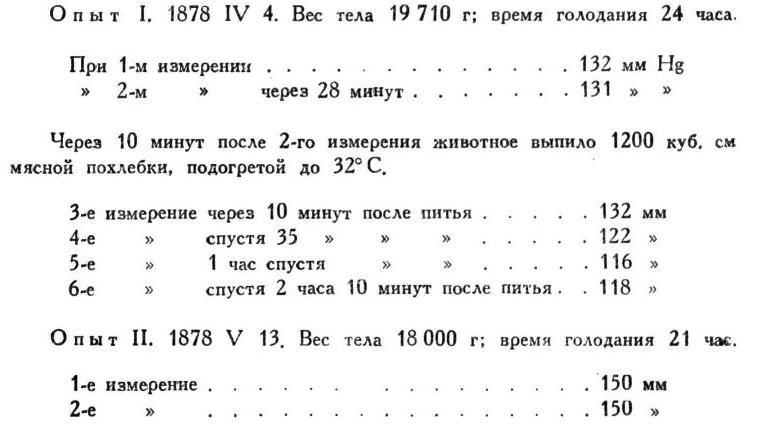 Опыт I. 1878 IV 4. Вес тела 19 710 г; время голодания 24 часа.
При 1-м измерении . . . . . . . . . . . . . 132 мм Hg
» 2-м » через 28 минут . . . . . . . 131 » »
Через 10 минут после 2-го измерения животное выпило 1200 куб. см
мясной похлебки, подогретой до 32° С.
3-е измерение через 10 минут после питья . . . . . 132 мм
4-е » спустя 35 » » » . . . . . 122 »
5-е » 1 час спустя » » . . . . . 116 »
6-е » спустя 2 часа 10 минут после питья . . 118 »
Опыт II. 1878 V 13. Вес тела 18 000 г; время голодания 21 час.
1-е измерение . . . . . . . . . . . . . 150 мм
2-е » . . . . . . . . . . . . . . . 150 »